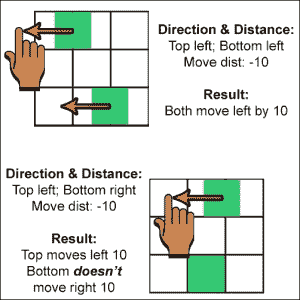 Direction & Distance:
Top left; Bottom left
Move dist: -10
Result:
Both move left by 10
Direction & Distance:
Top left; Bottom right
Move dist: -10
Result:
Top moves left 10
Bottom doesn't
move right 10